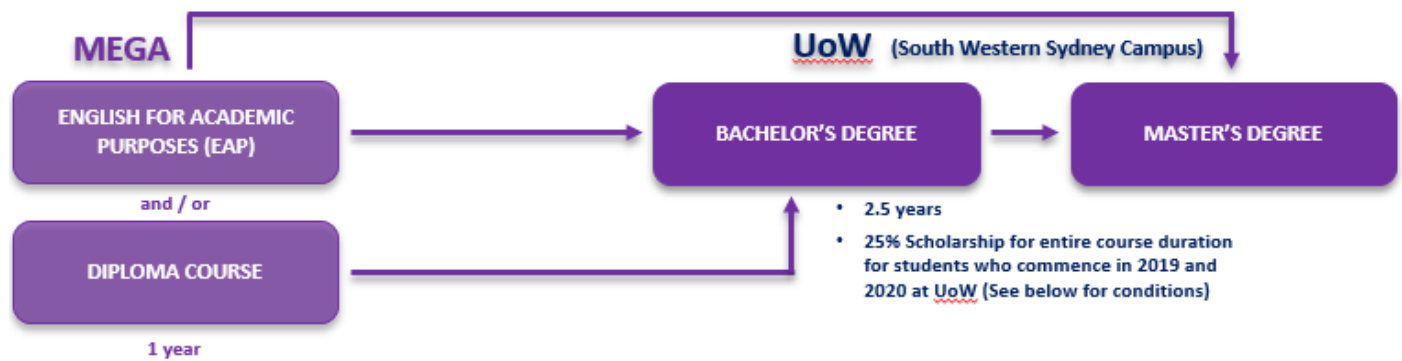 MEGA
UoW (South Western Sydney Campus)
ENGLISH FOR ACADEMIC
PURPOSES (EAP)
BACHELOR'S DEGREE
MASTER'S DEGREE
and / or
DIPLOMA COURSE
1 year
• 2.5 years
• 25% Scholarship for entire course duration
for students who commence in 2019 and
2020 at UoW (See below for conditions)